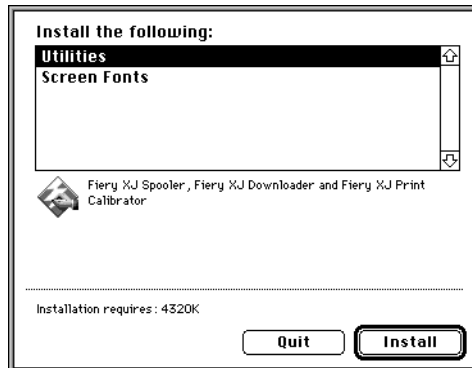 Install the following:
Utilities
Screen Fonts
Fiery XJ Spooler, Fiery XJ Downloader and Fiery XJ Print
Calibrator
Installation requires: 4320K
Quit
Install